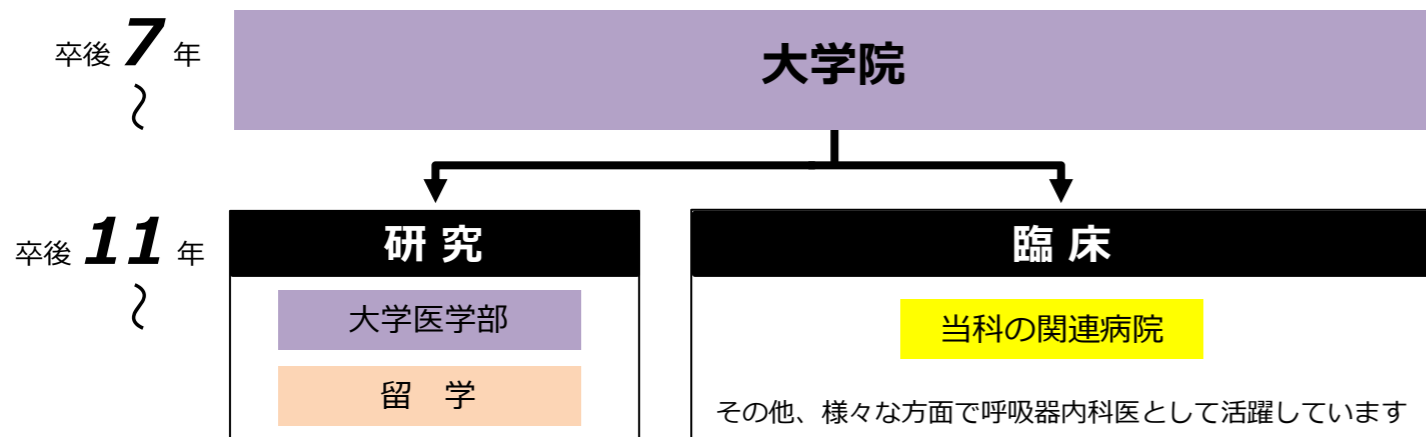 卒後 7 年
～
大学院
卒後 11 年
～
研 究
大学医学部
留　学
臨 床
当科の関連病院
その他、様々な方面で呼吸器内科医として活躍しています